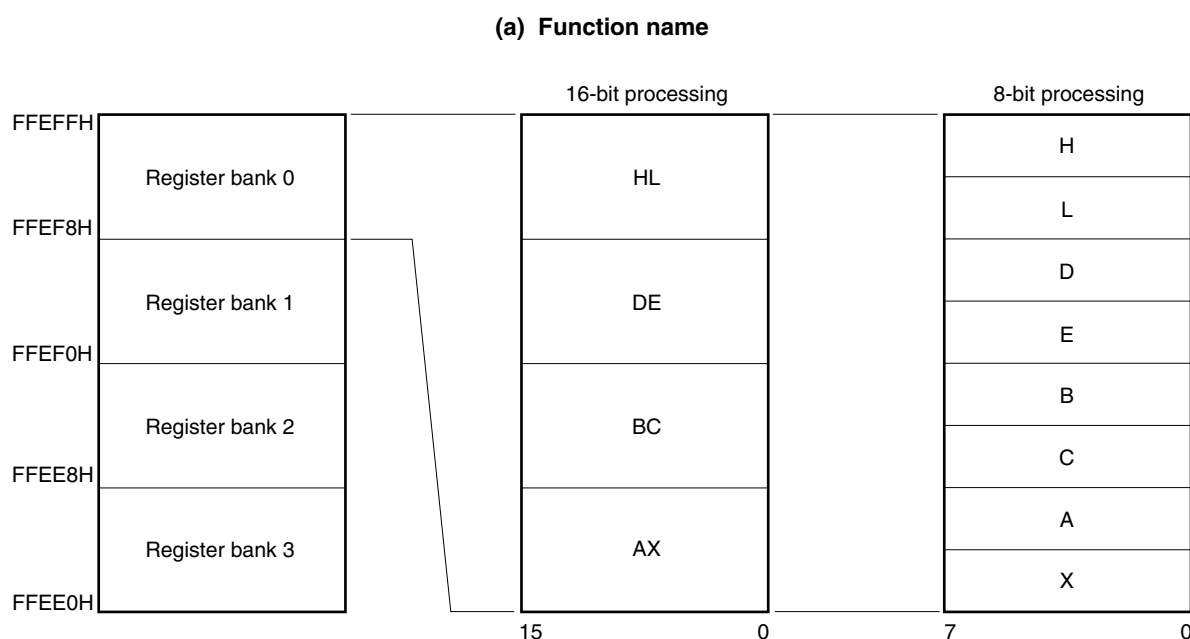 (a) Function name
16-bit processing
8-bit processing
FFEFFH
Register bank 0
HL
H
L
FFEF8H
Register bank 1
DE
D
E
FFEF0H
Register bank 2
BC
B
C
FFEE8H
Register bank 3
AX
A
X
FFEE0H
15
0
7
0